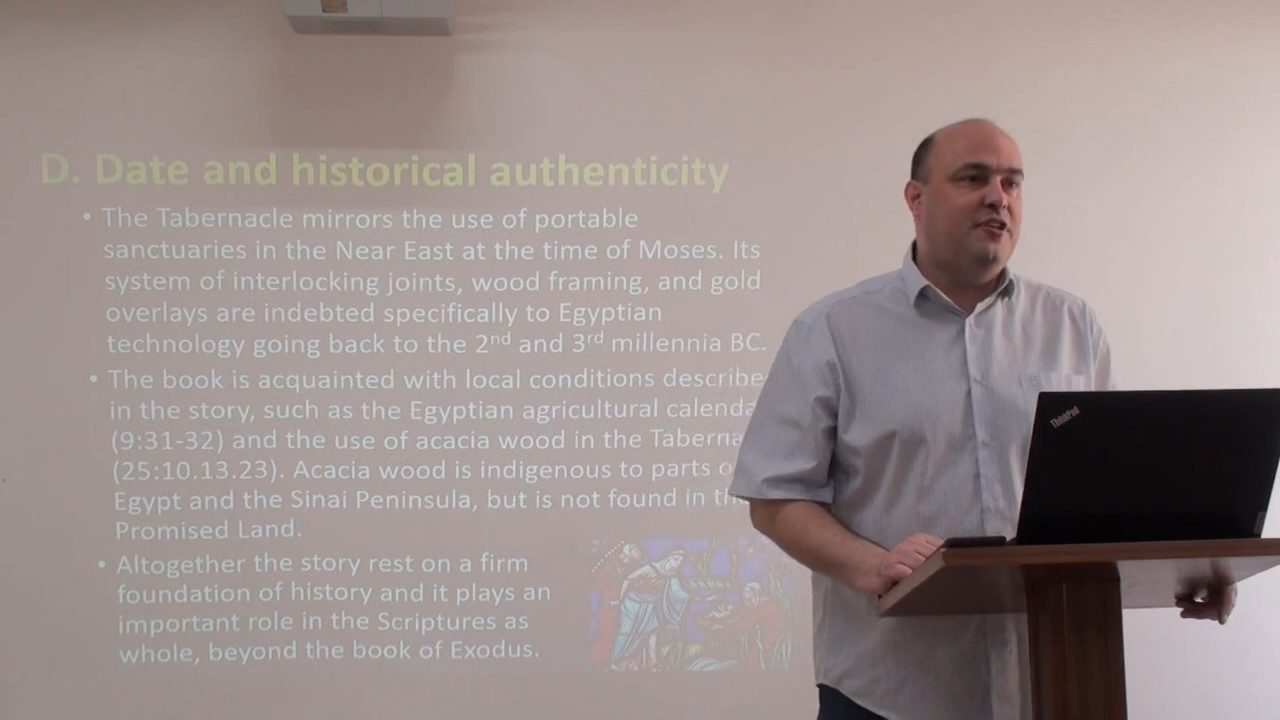 D. Date and historical authenticity
• The Tabernacle mirrors the use of portable
sanctuaries in the Near East at the time of Moses. Its
system of interlocking joints, wood framing, and gold
overlays are indebted specifically to Egyptian
technology going back to the 2nd and 3rd millennia BC.
• The book is acquainted with local conditions describe
in the story, such as the Egyptian agricultural calenda
(9:31-32) and the use of acacia wood in the Taberna
(25:10.13.23). Acacia wood is indigenous to parts o
Egypt and the Sinai Peninsula, but is not found in th
Promised Land.
• Altogether the story rest on a firm
foundation of history and it plays an
important role in the Scriptures as
whole, beyond the book of Exodus.
ThinkPad